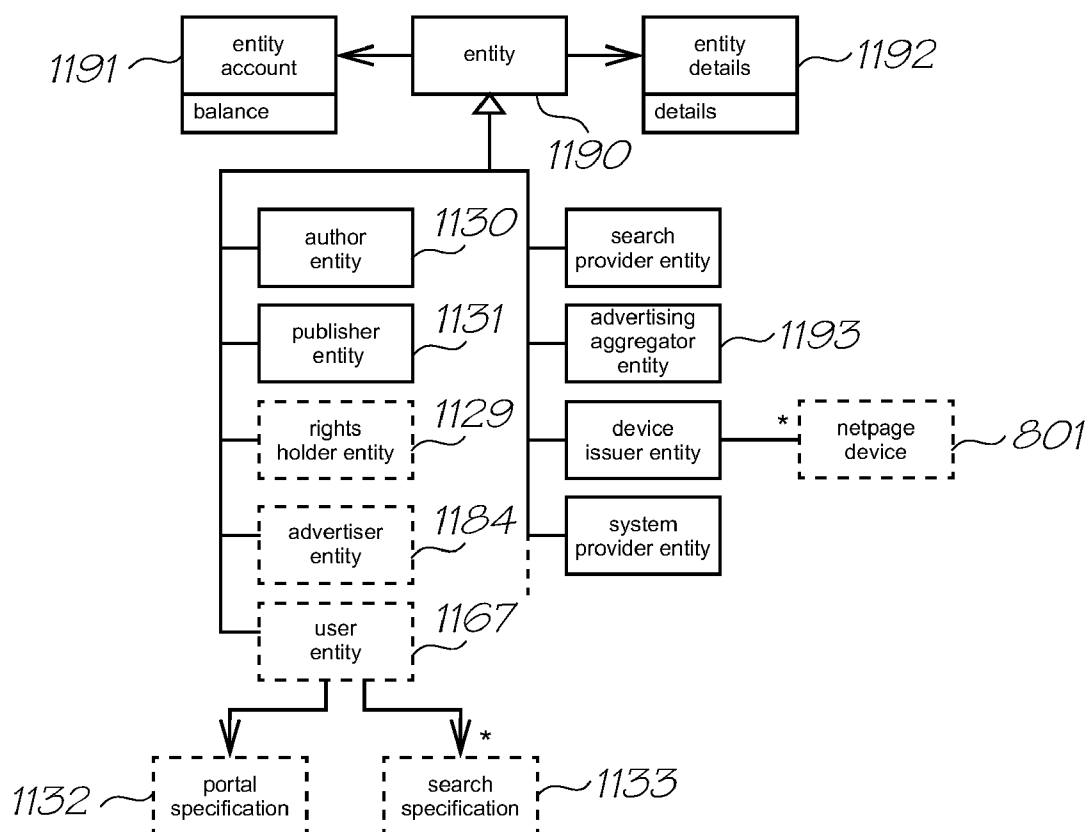 entity
account
balance
1191
entity
1190
entity
details
details
1192
author
entity
1130
search
provider entity
publisher
entity
1131
advertising
aggregator
entity
1193
rights
holder entity
1129
device
issuer entity
*
netpage
device
801
advertiser
entity
1184
system
provider entity
user
entity
1167
*
portal
specification
1132
search
specification
1133